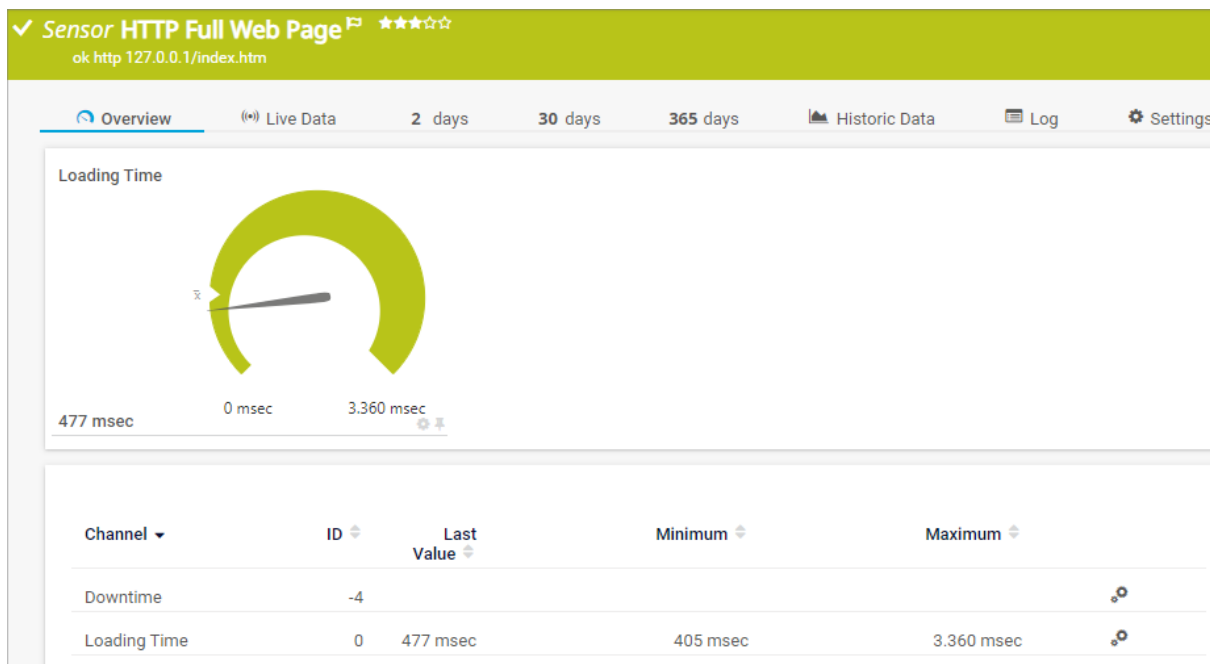 Sensor HTTP Full Web Page
ok http 127.0.0.1/index.htm
Overview Live Data 2 days 30 days 365 days Historic Data Log Settings
Loading Time
x̄
0 msec 3.360 msec
477 msec
Channel ID Last Value Minimum Maximum
Downtime -4
Loading Time 0 477 msec 405 msec 3.360 msec